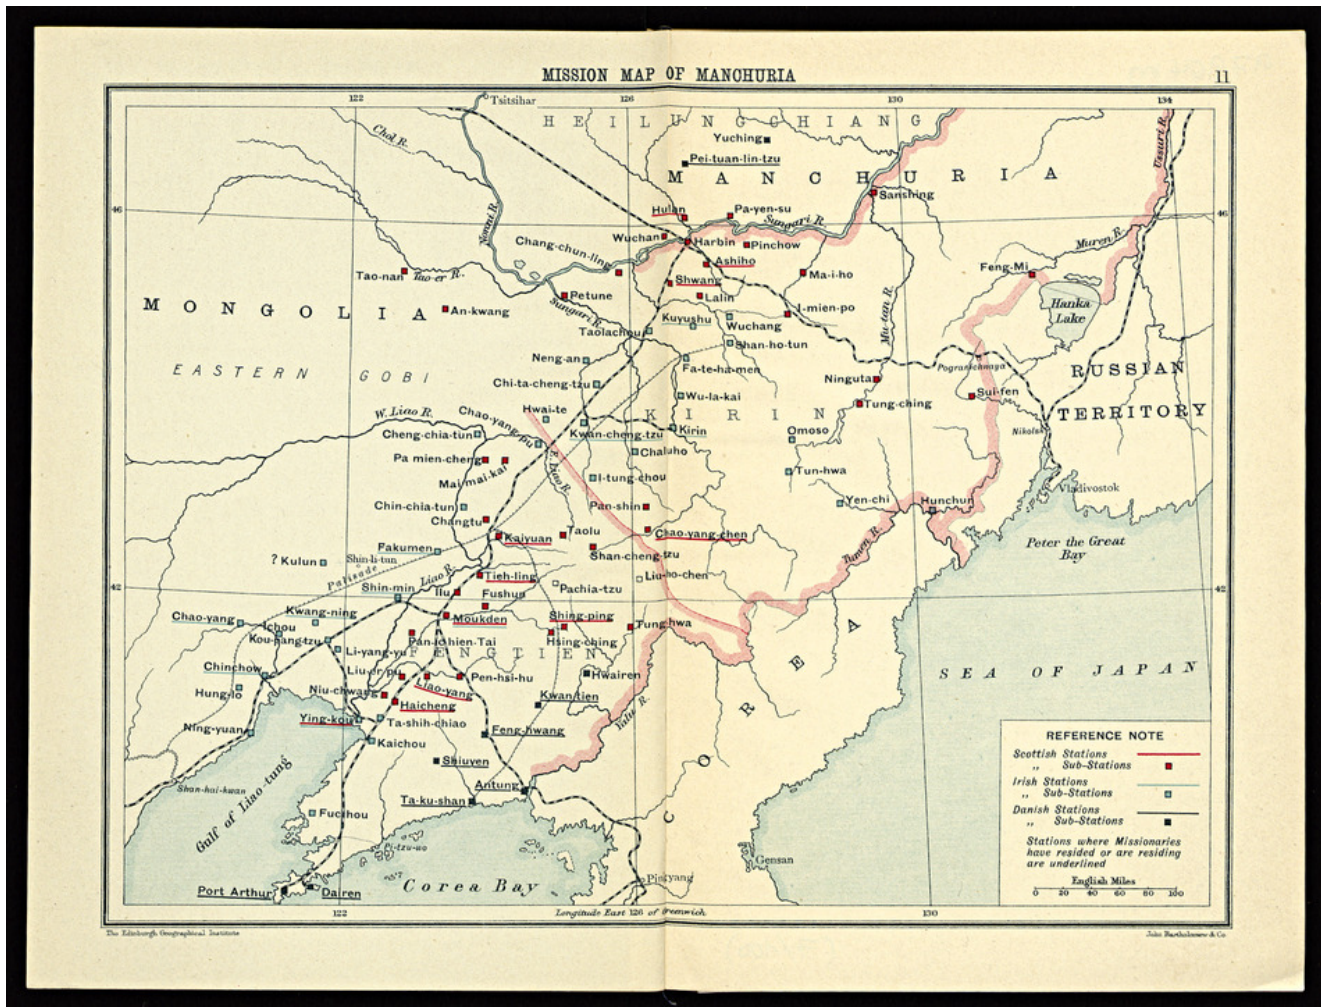 MISSION MAP OF MANCHURIA
11
122
126
130
134
Tsitsihar
HEILUNGCHIANG
Chol R.
Yuching
Pei-tuan-lin-tzu
MANCHURIA
Ussuri R.
Sanshing
46
46
Hulan
Pa-yen-su
Sungari R.
Nonni R.
Wuchan
Harbin
Pinchow
Muren R.
Chang-chun-ling
Ashiho
Feng-Mi
Tao-nan
Tao-er R.
Shwang
Ma-i-ho
Petune
Lalin
Hanka
Lake
MONGOLIA
An-kwang
Sungari R.
Kuyushu
I-mien-po
Mu-tan R.
Taolachou
Wuchang
Shan-ho-tun
Neng-an
Fa-te-ha-men
Pogranichnaya
RUSSIAN
EASTERN GOBI
Chi-ta-cheng-tzu
Ninguta
Wu-la-kai
Sui-fen
Tung-ching
TERRITORY
W. Liao R.
Chao-yang-pu
Hwai-te
KIRIN
Cheng-chia-tun
Kwan-cheng-tzu
Kirin
Omoso
Nikolsk
Chaluho
Pa mien-cheng
E. Liao R.
Mai-mai-kai
I-tung-chou
Tun-hwa
Vladivostok
Chin-chia-tun
Pan-shin
Yen-chi
Hunchun
Changtu
Kaiyuan
Taolu
Chao-yang-chen
Tumen R.
Peter the Great
Bay
Fakumen
Shan-cheng-tzu
? Kulun
Shin-li-tun
Palisade
Liao R.
Tieh-ling
Liu-ho-chen
42
Shin-min
Ilu
Fushun
Pachia-tzu
42
Chao-yang
Kwang-ning
Moukden
Shing-ping
Tunghwa
Ichou
Kou-pang-tzu
Hsing-ching
Li-yang-yu
FENGTIEN
Chinchow
Liu-er-pu
Pen-hsi-hu
Hwairen
SEA OF JAPAN
Hung-lo
Niu-chwang
Liao-yang
Kwan-tien
Haicheng
Yalu R.
COREA
Ying-kou
Ta-shih-chiao
Ning-yuan
Feng-hwang
Kaichou
Shiuyen
Shan-hai-kwan
Antung
Gulf of Liao-tung
Ta-ku-shan
Fuchou
Pi-tzu-wo
Gensan
Port Arthur
Dairen
Corea Bay
Pingyang
REFERENCE NOTE
Scottish Stations
,, Sub-Stations
Irish Stations
,, Sub-Stations
Danish Stations
,, Sub-Stations
Stations where Missionaries
have resided or are residing
are underlined
English Miles
0 20 40 60 80 100
122
Longitude East 126 of Greenwich
130
The Edinburgh Geographical Institute
John Bartholomew & Co.